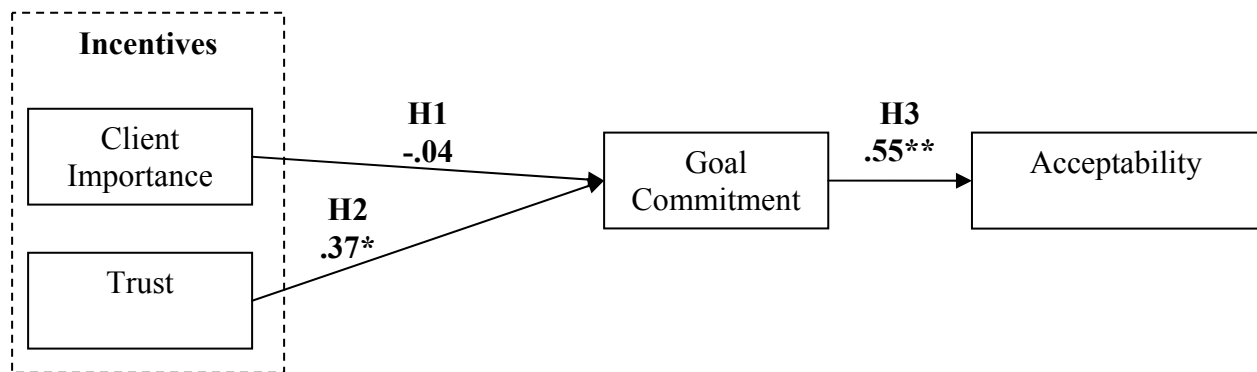 Incentives
Client
Importance
Trust
H1
-.04
H2
.37*
Goal
Commitment
H3
.55**
Acceptability